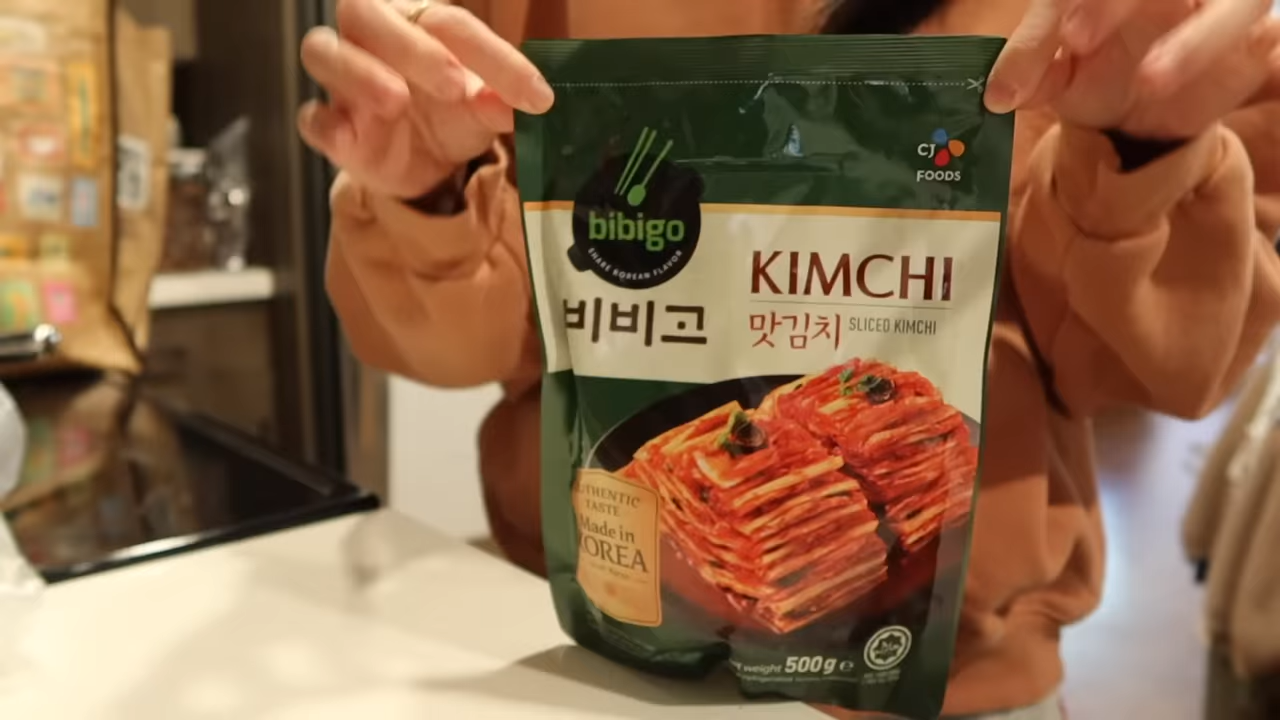 CJ
FOODS
bibigo
SHARE KOREAN FLAVOR
비비고
KIMCHI
맛김치 SLICED KIMCHI
AUTHENTIC
TASTE
Made in
KOREA
weight 500g e